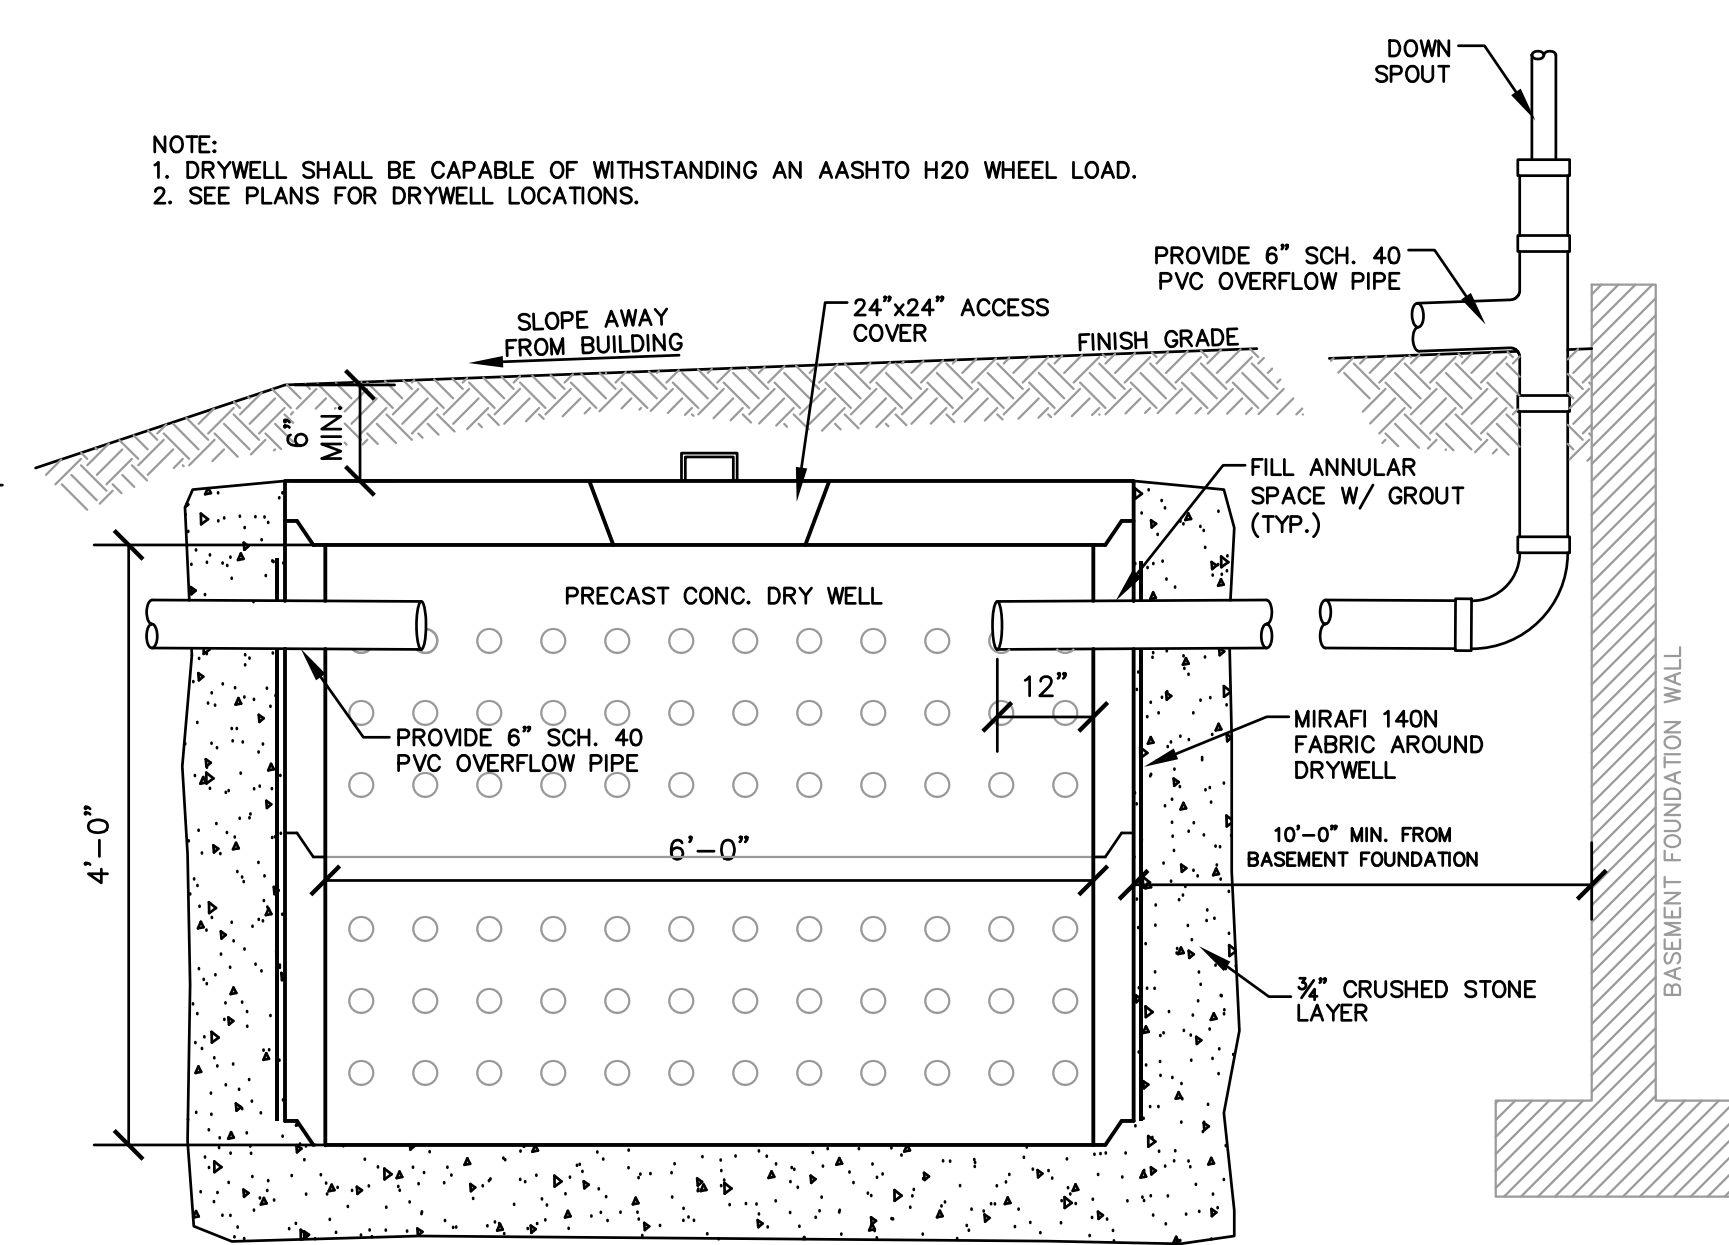 DOWN
SPOUT
NOTE:
1. DRYWELL SHALL BE CAPABLE OF WITHSTANDING AN AASHTO H20 WHEEL LOAD.
2. SEE PLANS FOR DRYWELL LOCATIONS.
PROVIDE 6" SCH. 40
PVC OVERFLOW PIPE
24"x24" ACCESS
COVER
SLOPE AWAY
FROM BUILDING
FINISH GRADE
6"
MIN.
FILL ANNULAR
SPACE W/ GROUT
(TYP.)
PRECAST CONC. DRY WELL
12"
PROVIDE 6" SCH. 40
PVC OVERFLOW PIPE
MIRAFI 140N
FABRIC AROUND
DRYWELL
4'-0"
6'-0"
10'-0" MIN. FROM
BASEMENT FOUNDATION
BASEMENT FOUNDATION WALL
¾" CRUSHED STONE
LAYER